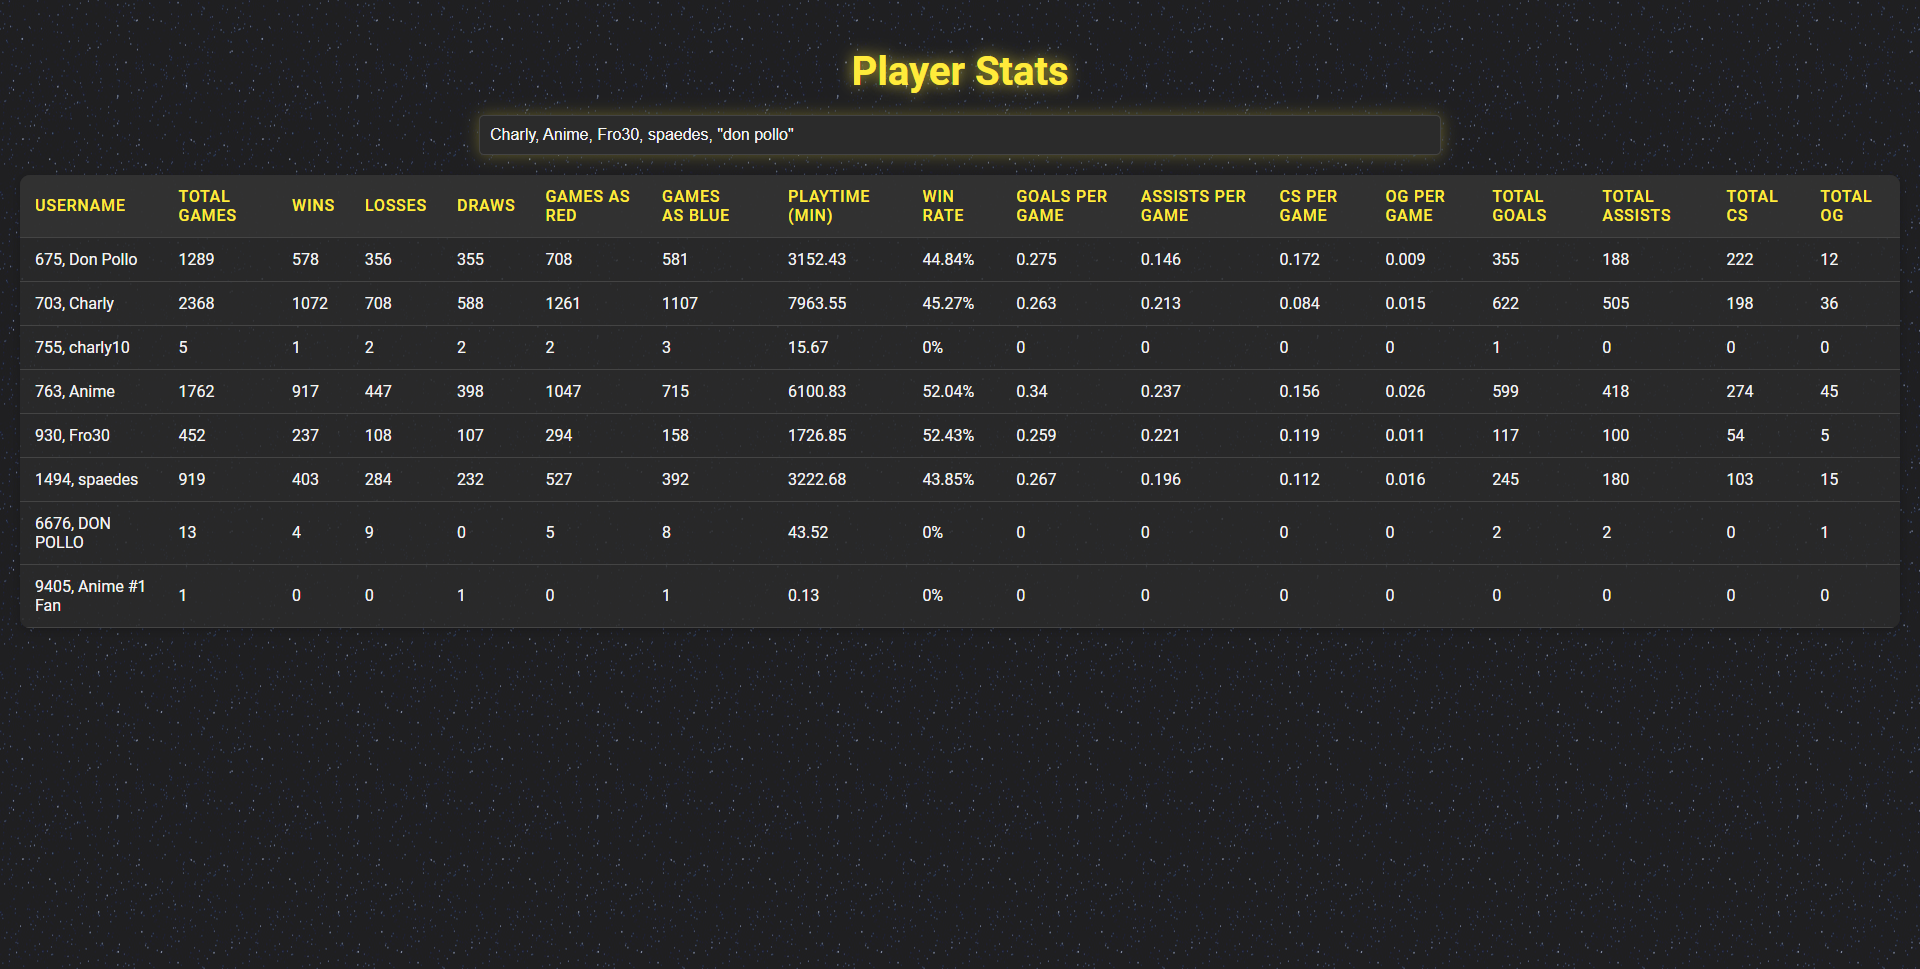 Player Stats
Charly, Anime, Fro30, spaedes, "don pollo"
USERNAME TOTAL GAMES WINS LOSSES DRAWS GAMES AS RED GAMES AS BLUE PLAYTIME (MIN) WIN RATE GOALS PER GAME ASSISTS PER GAME CS PER GAME OG PER GAME TOTAL GOALS TOTAL ASSISTS TOTAL CS TOTAL OG
675, Don Pollo 1289 578 356 355 708 581 3152.43 44.84% 0.275 0.146 0.172 0.009 355 188 222 12
703, Charly 2368 1072 708 588 1261 1107 7963.55 45.27% 0.263 0.213 0.084 0.015 622 505 198 36
755, charly10 5 1 2 2 2 3 15.67 0% 0 0 0 0 1 0 0 0
763, Anime 1762 917 447 398 1047 715 6100.83 52.04% 0.34 0.237 0.156 0.026 599 418 274 45
930, Fro30 452 237 108 107 294 158 1726.85 52.43% 0.259 0.221 0.119 0.011 117 100 54 5
1494, spaedes 919 403 284 232 527 392 3222.68 43.85% 0.267 0.196 0.112 0.016 245 180 103 15
6676, DON POLLO 13 4 9 0 5 8 43.52 0% 0 0 0 0 2 2 0 1
9405, Anime #1 Fan 1 0 0 1 0 1 0.13 0% 0 0 0 0 0 0 0 0